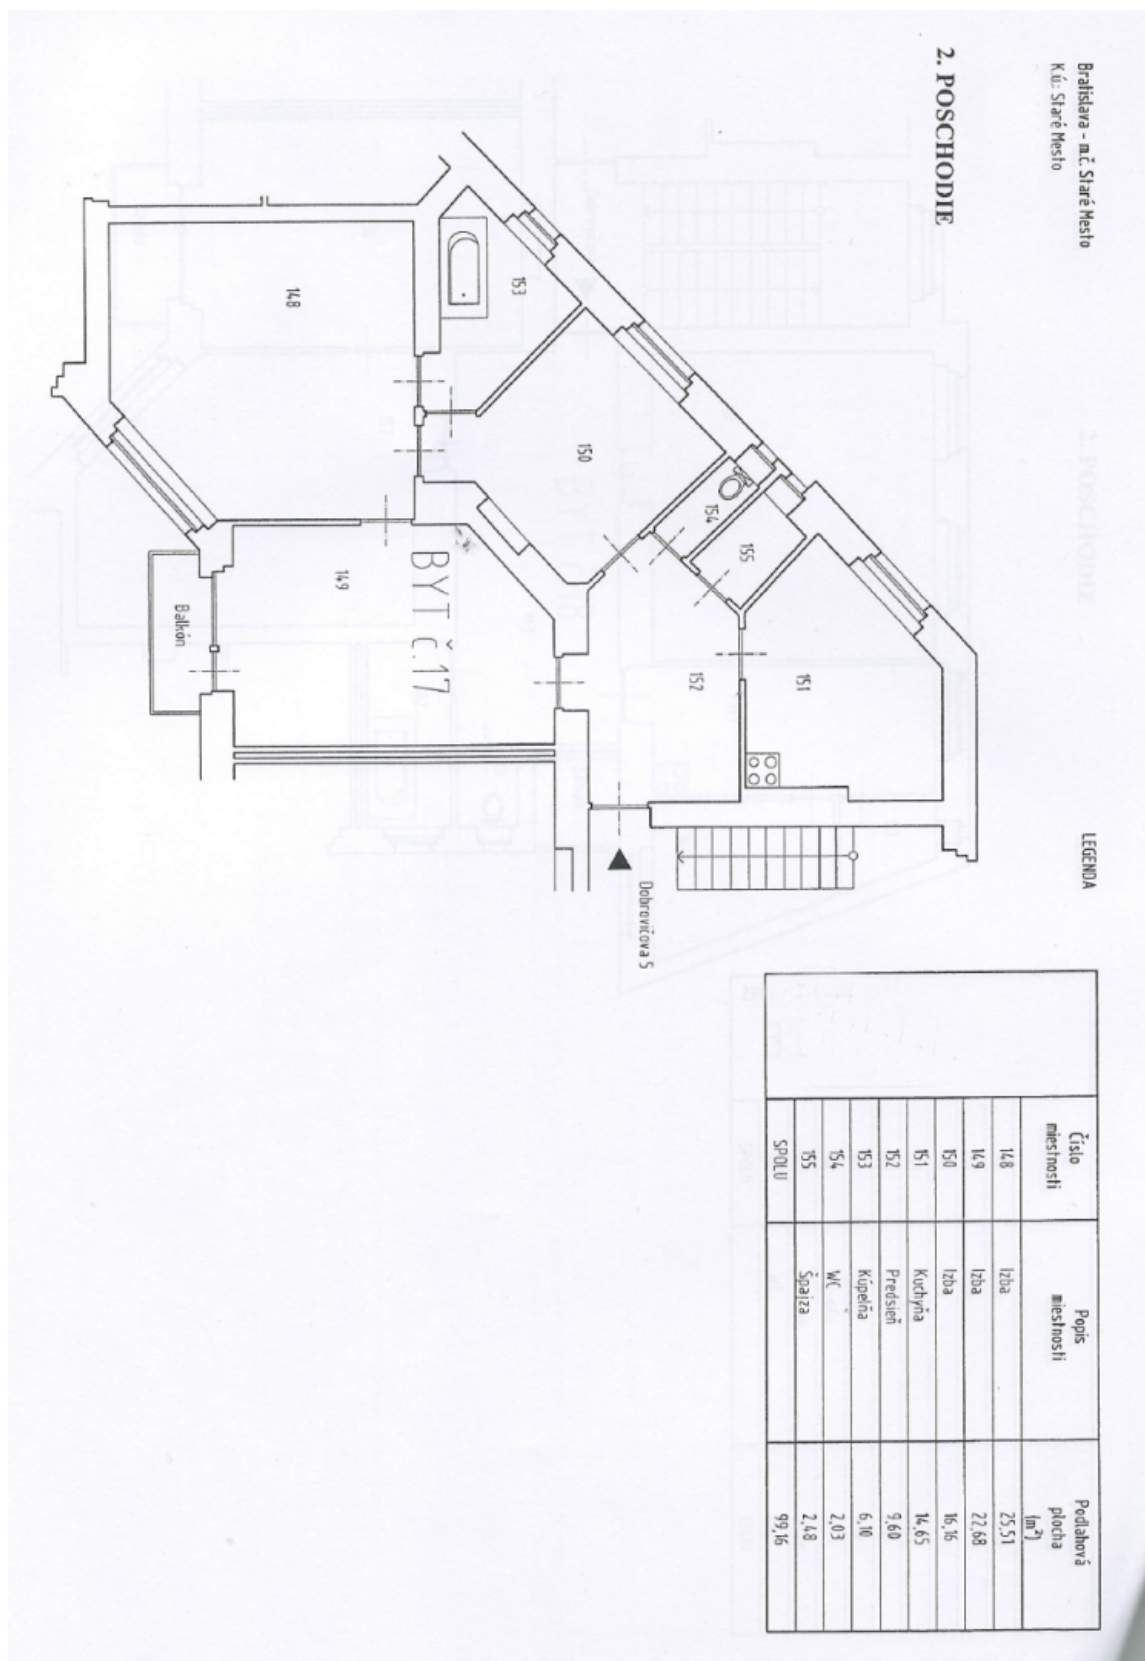 Bratislava - m.č. Staré Mesto
K.ú.: Staré Mesto
2. POSCHODIE
148
153
150
154
155
151
152
149
BYT č.17
Balkón
Dobrovičova 5
LEGENDA
Číslo miestnosti Popis miestnosti Podlahová plocha (m²)
148 Izba 25,51
149 Izba 22,68
150 Izba 16,16
151 Kuchyňa 14,65
152 Predsieň 9,60
153 Kúpelňa 6,10
154 WC 2,03
155 Špajza 2,48
SPOLU 99,16